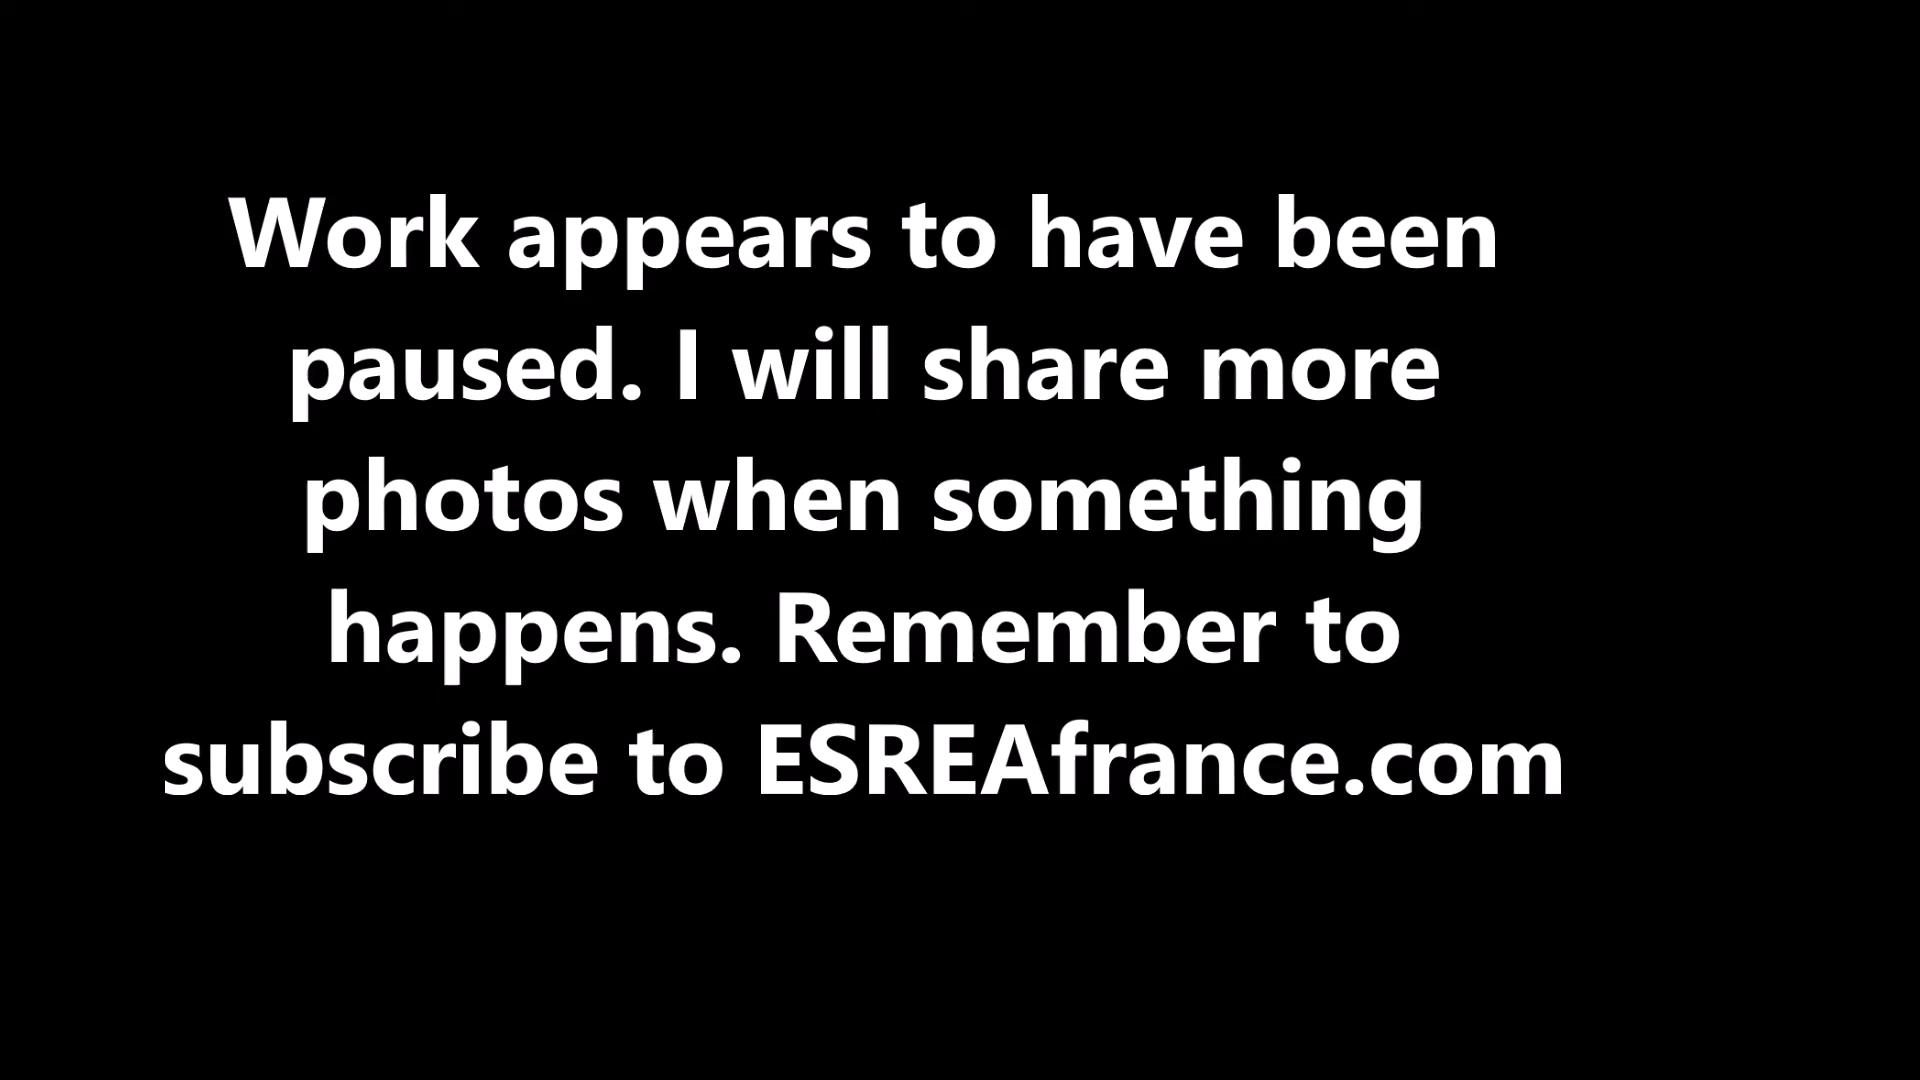 Work appears to have been
paused. I will share more
photos when something
happens. Remember to
subscribe to ESREAfrance.com